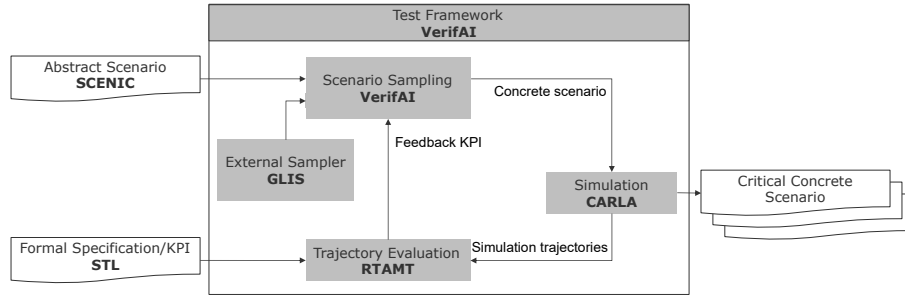 Test Framework
VerifAI
Abstract Scenario
SCENIC
Scenario Sampling
VerifAI
Concrete scenario
External Sampler
GLIS
Feedback KPI
Simulation
CARLA
Critical Concrete
Scenario
Formal Specification/KPI
STL
Trajectory Evaluation
RTAMT
Simulation trajectories